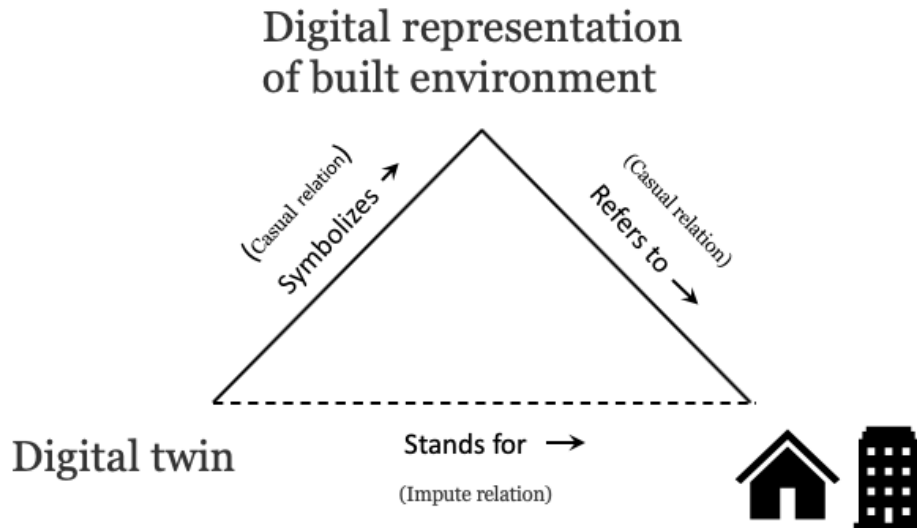 Digital representation
of built environment
(Casual relation)
Symbolizes →
(Casual relation)
Refers to →
Digital twin
Stands for →
(Impute relation)